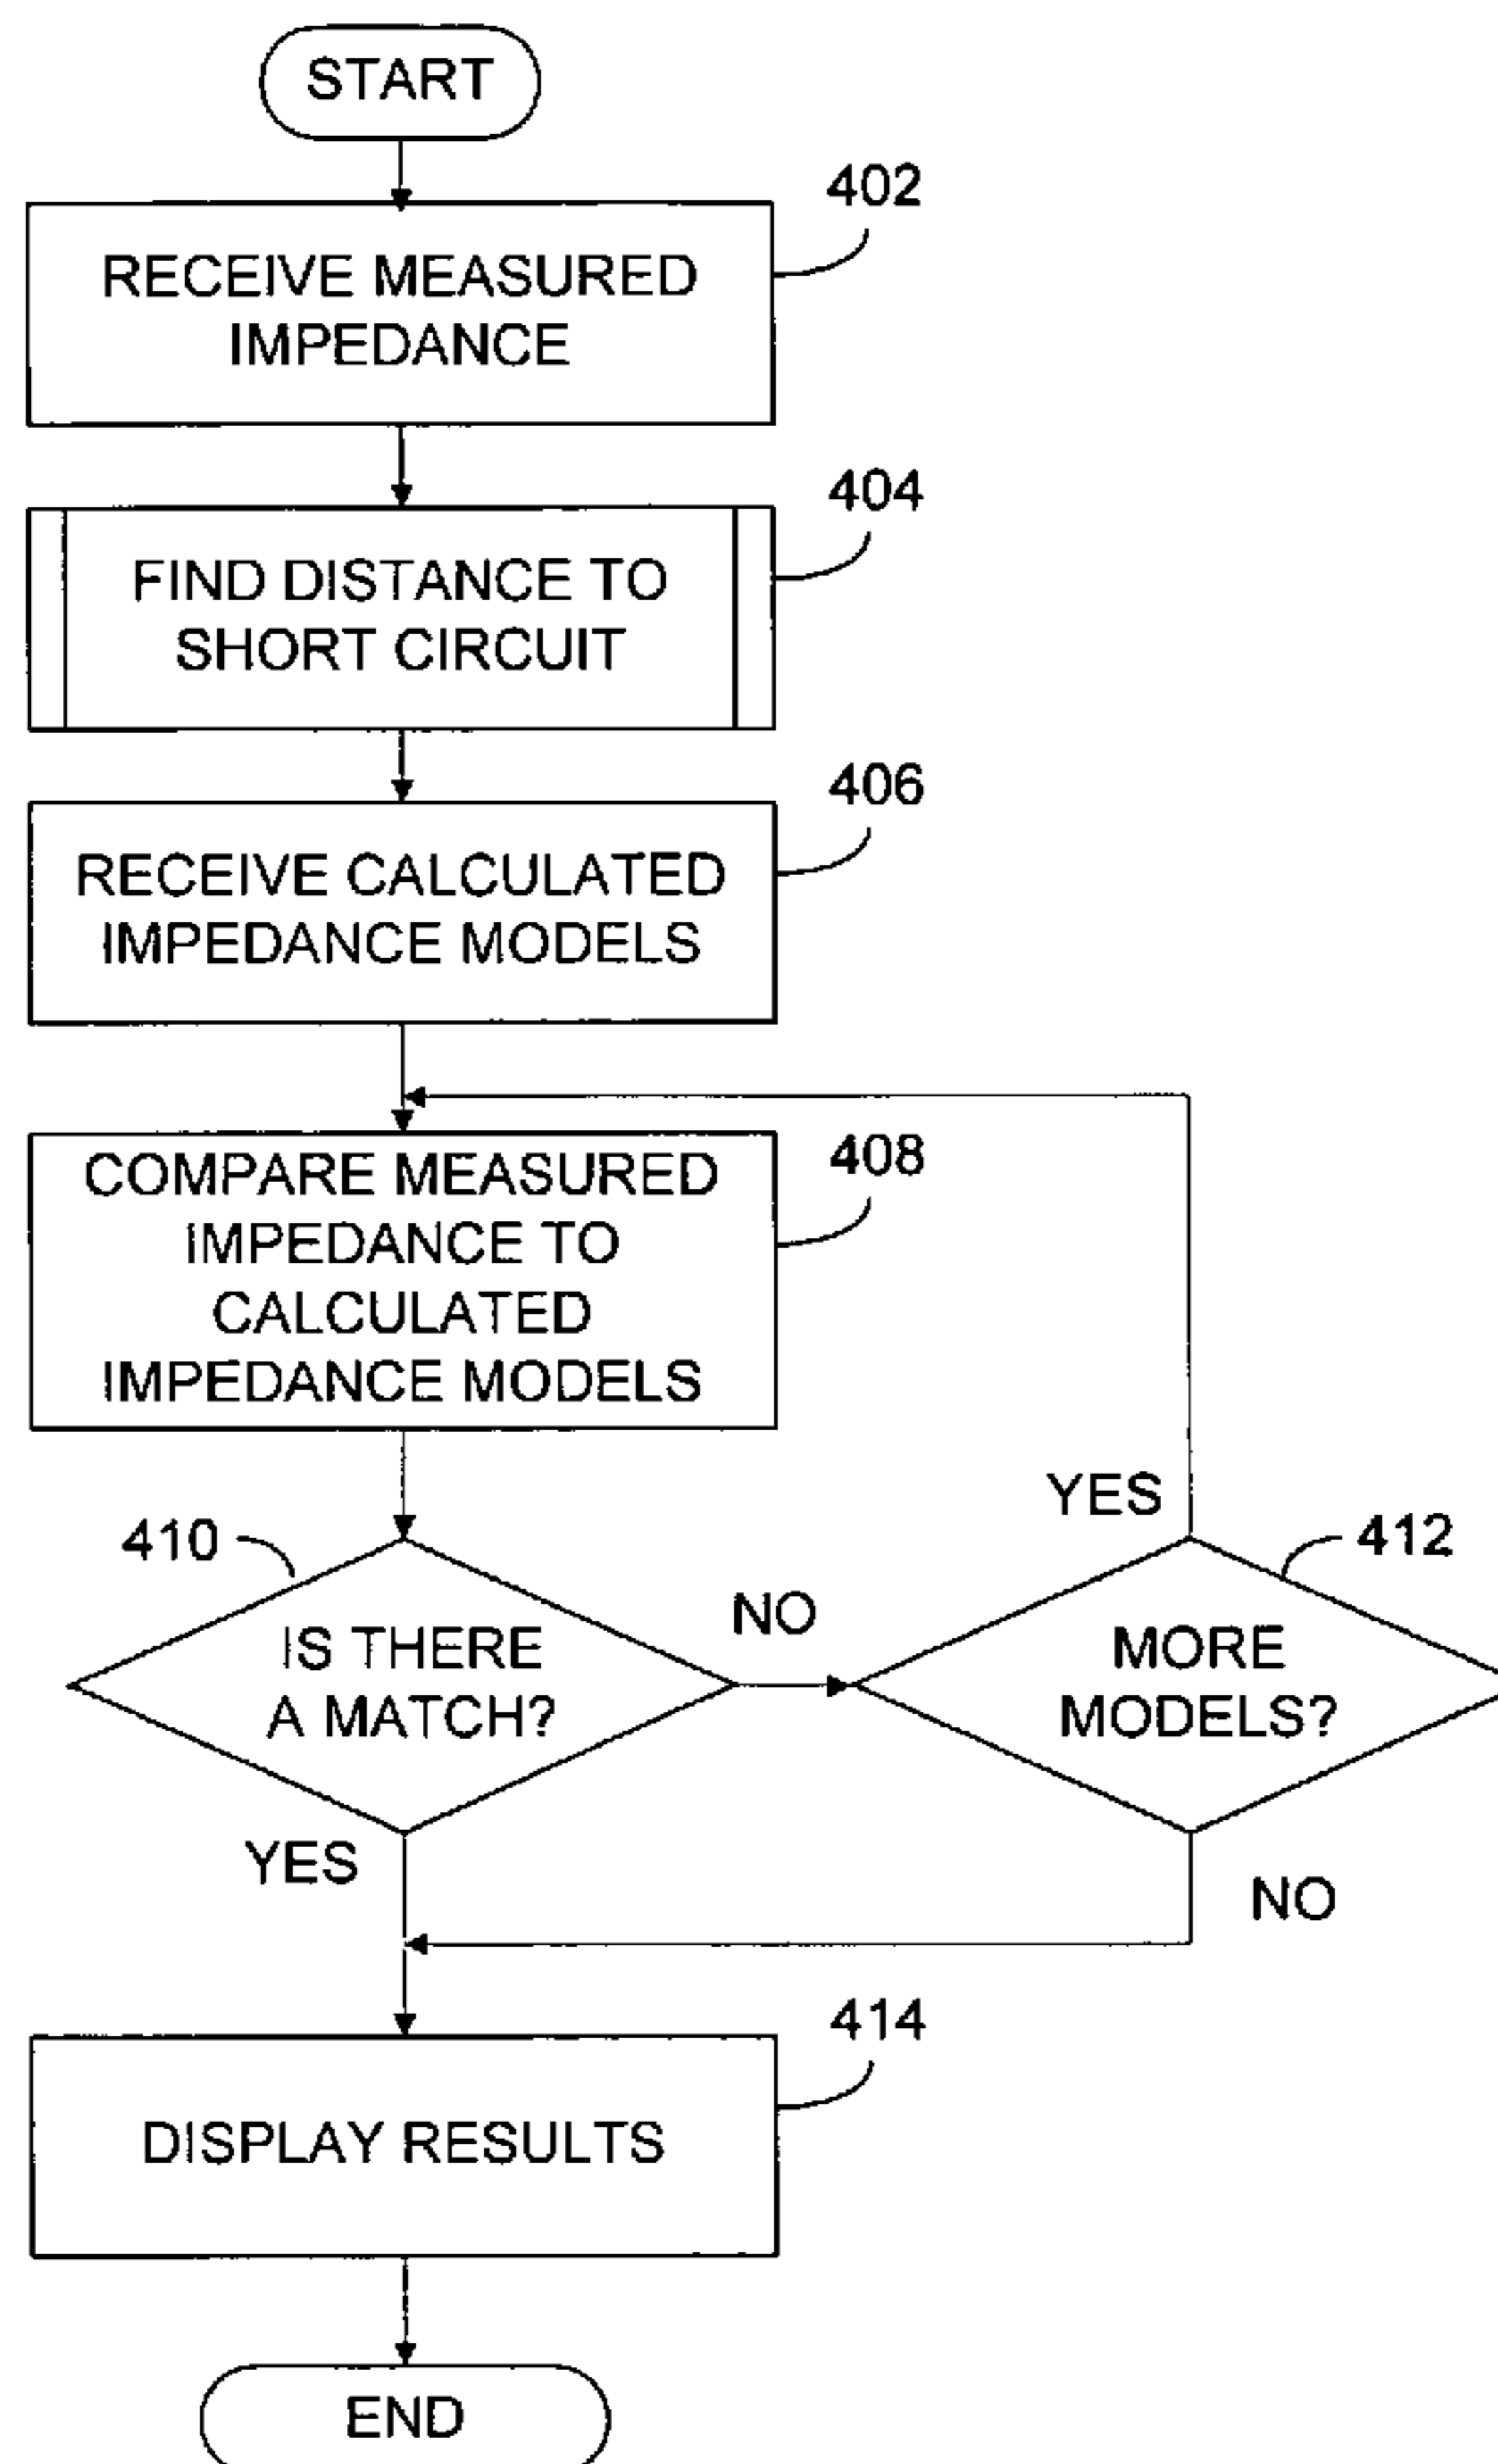 START
402
RECEIVE MEASURED
IMPEDANCE
404
FIND DISTANCE TO
SHORT CIRCUIT
406
RECEIVE CALCULATED
IMPEDANCE MODELS
408
COMPARE MEASURED
IMPEDANCE TO
CALCULATED
IMPEDANCE MODELS
YES
410
412
NO
IS THERE
A MATCH?
MORE
MODELS?
YES
NO
414
DISPLAY RESULTS
END